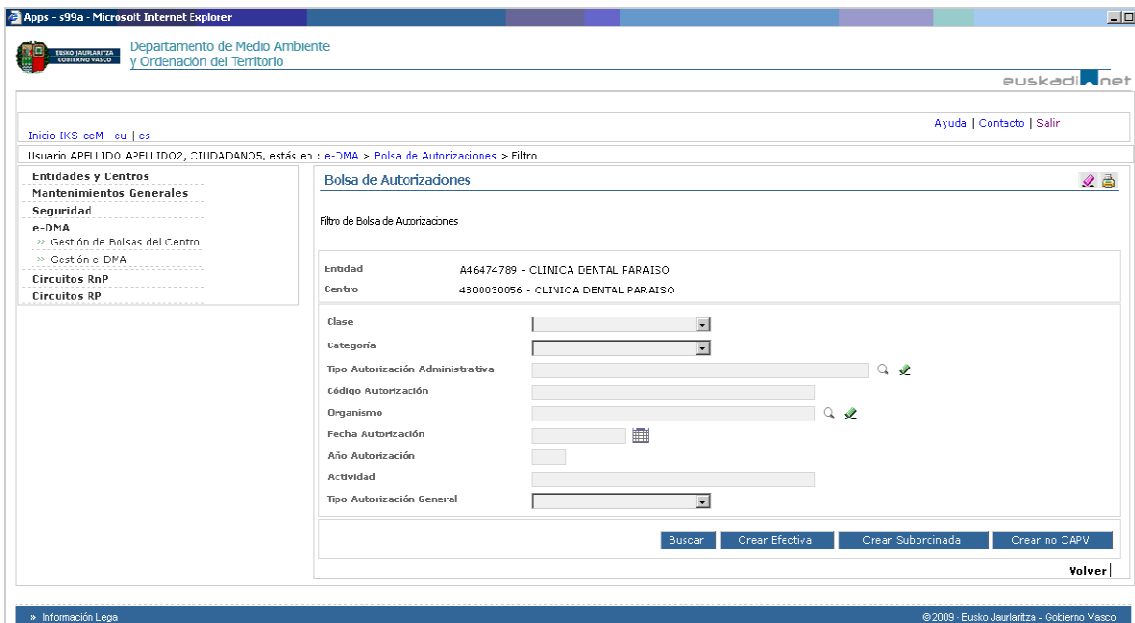 Apps - s99a - Microsoft Internet Explorer
EUSKO JAURLARITZA
GOBIERNO VASCO
Departamento de Medio Ambiente
y Ordenación del Territorio
euskadi net
Ayuda | Contacto | Salir
Inicio IKS-eeM eu | es
Usuario APELLIDO APELLIDO2, CIUDADANO5, estás en : e-DMA > Bolsa de Autorizaciones > Filtro
Entidades y Centros
Mantenimientos Generales
Seguridad
e-DMA
» Gestión de Bolsas del Centro
» Gestión e-DMA
Circuitos RnP
Circuitos RP
Bolsa de Autorizaciones
Filtro de Bolsa de Autorizaciones
Entidad A46474789 - CLINICA DENTAL PARAISO
Centro 4800030056 - CLINICA DENTAL PARAISO
Clase
Categoría
Tipo Autorización Administrativa
Código Autorización
Organismo
Fecha Autorización
Año Autorización
Actividad
Tipo Autorización General
Buscar Crear Efectiva Crear Subordinada Crear no CAPV
Volver
» Información Lega
© 2009 - Eusko Jaurlaritza - Gobierno Vasco